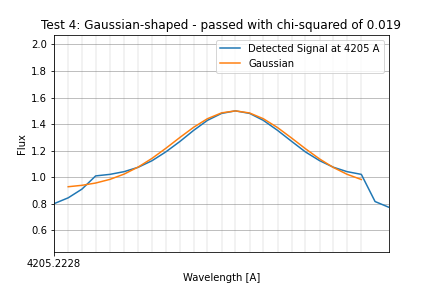 Test 4: Gaussian-shaped - passed with chi-squared of 0.019
2.0
1.8
1.6
1.4
1.2
1.0
0.8
0.6
Flux
Detected Signal at 4205 A
Gaussian
4205.2228
Wavelength [A]